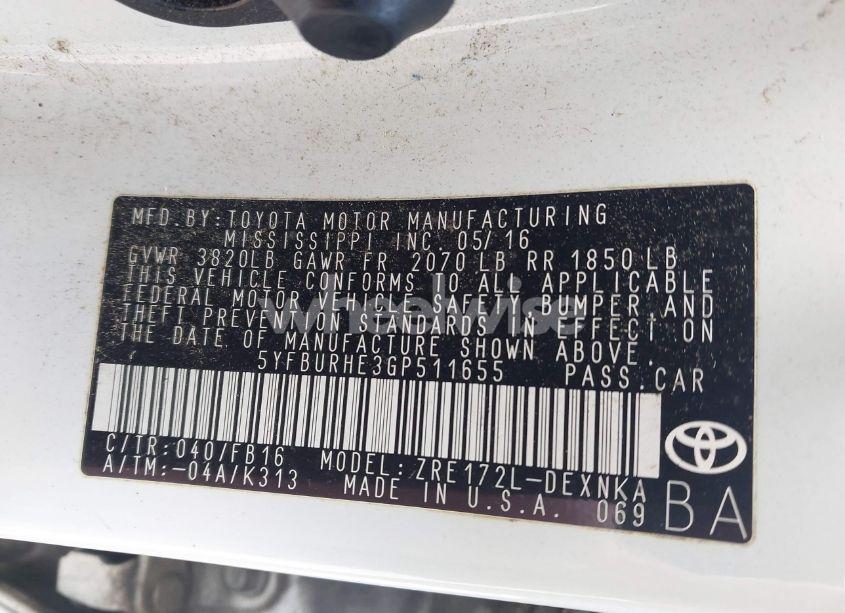 MFD. BY: TOYOTA MOTOR MANUFACTURING
MISSISSIPPI INC. 05/16
GVWR 3820LB GAWR FR 2070 LB RR 1850 LB
THIS VEHICLE CONFORMS TO ALL APPLICABLE
FEDERAL MOTOR VEHICLE SAFETY, BUMPER, AND
THEFT PREVENTION STANDARDS IN EFFECT ON
THE DATE OF MANUFACTURE SHOWN ABOVE.
5YFBURHE3GP511655 PASS. CAR
C/TR: 040/FB16 MODEL: ZRE172L-DEXNKA
A/TM: -04A/K313 MADE IN U.S.A. 069
BA
wheelwise